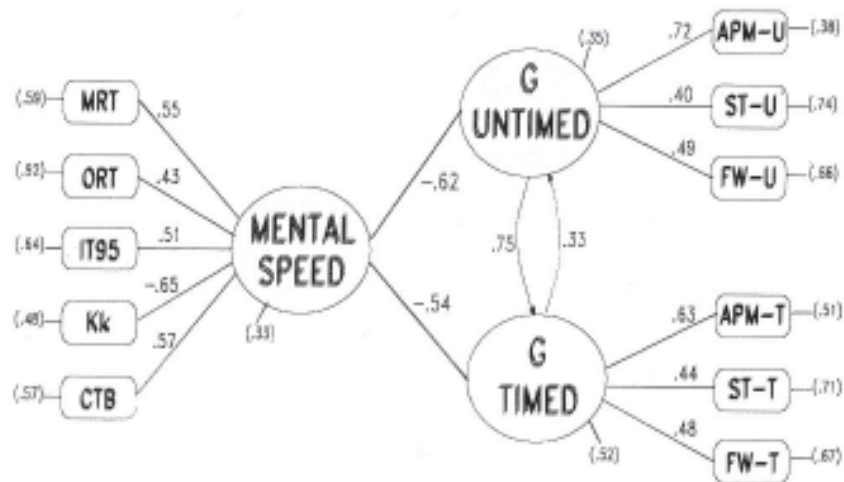 (.59) MRT .55
(.52) ORT .43
(.64) IT95 .51
(.48) Kk -.65
(.57) CTB .57
MENTAL
SPEED
(.33)
-.62
-.54
(.35)
G
UNTIMED
.75 .33
G
TIMED
(.52)
.72 APM-U (.38)
.40 ST-U (.74)
.49 FW-U (.66)
.63 APM-T (.51)
.44 ST-T (.71)
.48 FW-T (.67)